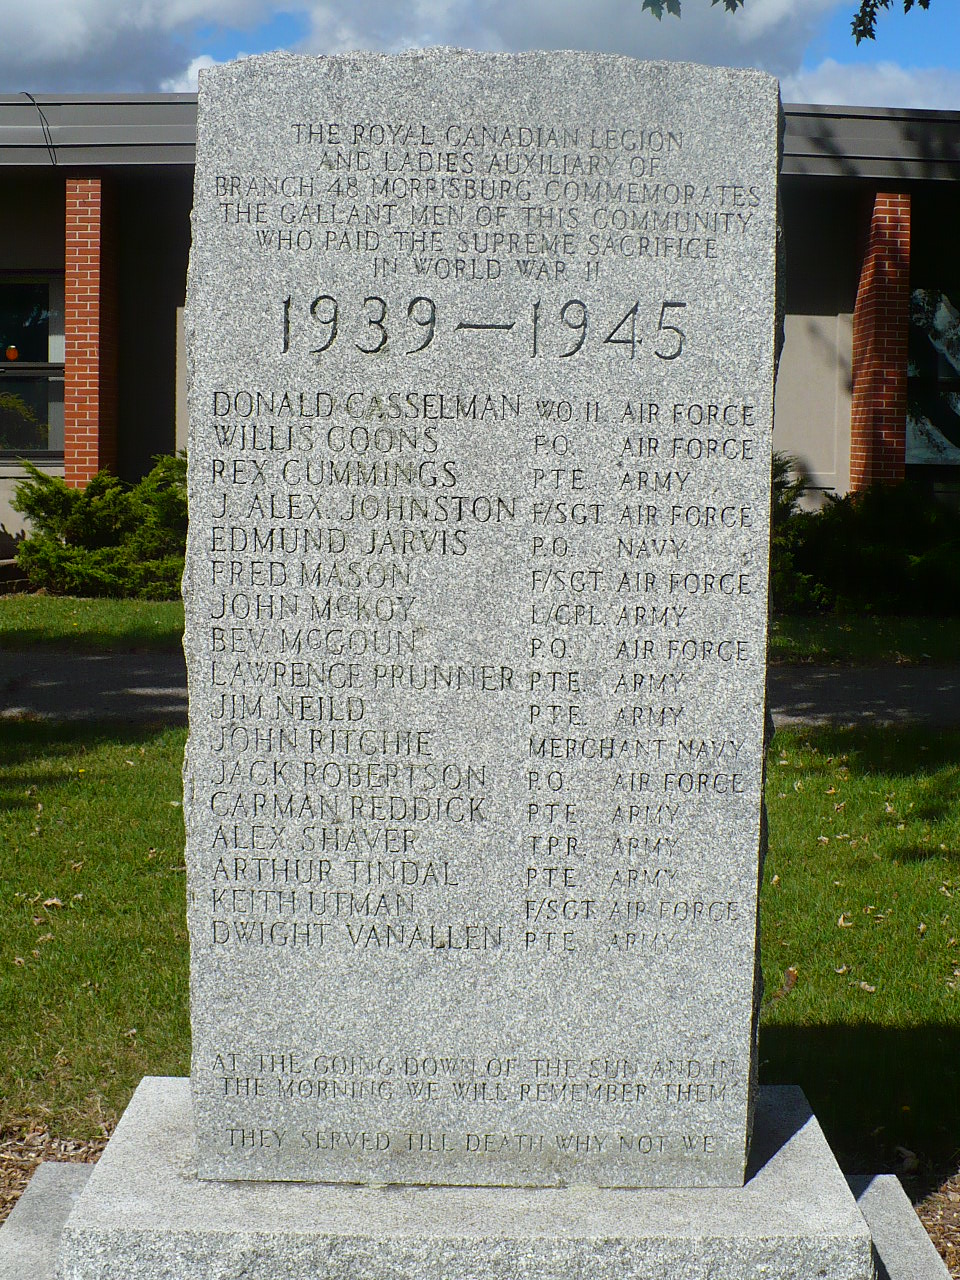 THE ROYAL CANADIAN LEGION
AND LADIES AUXILIARY OF
BRANCH 48 MORRISBURG COMMEMORATES
THE GALLANT MEN OF THIS COMMUNITY
WHO PAID THE SUPREME SACRIFICE
IN WORLD WAR II
1939 — 1945
DONALD CASSELMAN W.O. II. AIR FORCE
WILLIS COONS P.O. AIR FORCE
REX CUMMINGS PTE. ARMY
J. ALEX. JOHNSTON F/SGT. AIR FORCE
EDMUND JARVIS P.O. NAVY
FRED MASON F/SGT. AIR FORCE
JOHN McKOY L/CPL. ARMY
BEV. McGOUN P.O. AIR FORCE
LAWRENCE PRUNNER PTE. ARMY
JIM. NEILD PTE. ARMY
JOHN RITCHIE MERCHANT NAVY
JACK ROBERTSON P.O. AIR FORCE
CARMAN REDDICK PTE. ARMY
ALEX SHAVER TPR. ARMY
ARTHUR TINDAL PTE. ARMY
KEITH UTMAN F/SGT. AIR FORCE
DWIGHT VANALLEN PTE. ARMY
AT THE GOING DOWN OF THE SUN AND IN
THE MORNING WE WILL REMEMBER THEM
THEY SERVED TILL DEATH WHY NOT WE